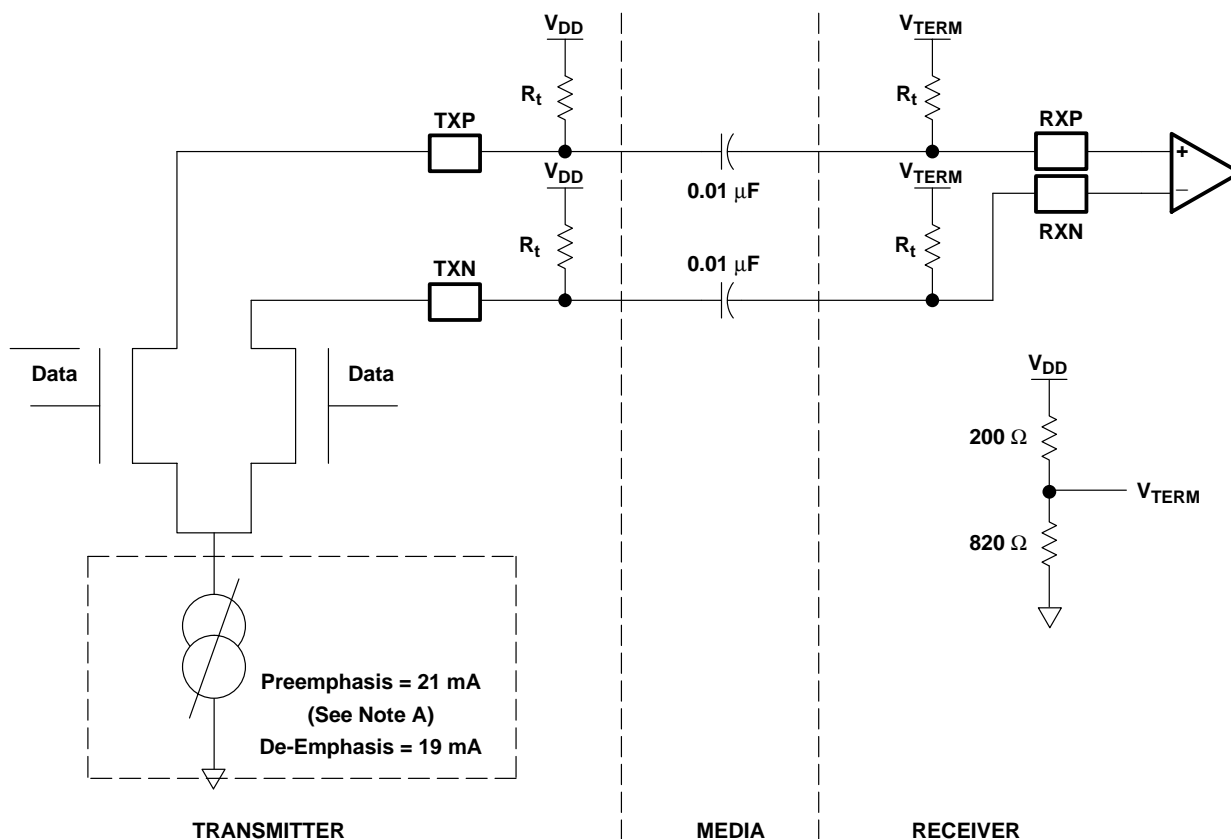 VDD
VTERM
Rt
Rt
TXP
RXP
VDD
VTERM
0.01 μF
RXN
Rt
Rt
TXN
0.01 μF
+
–
Data
Data
VDD
200 Ω
VTERM
820 Ω
Preemphasis = 21 mA
(See Note A)
De-Emphasis = 19 mA
TRANSMITTER
MEDIA
RECEIVER